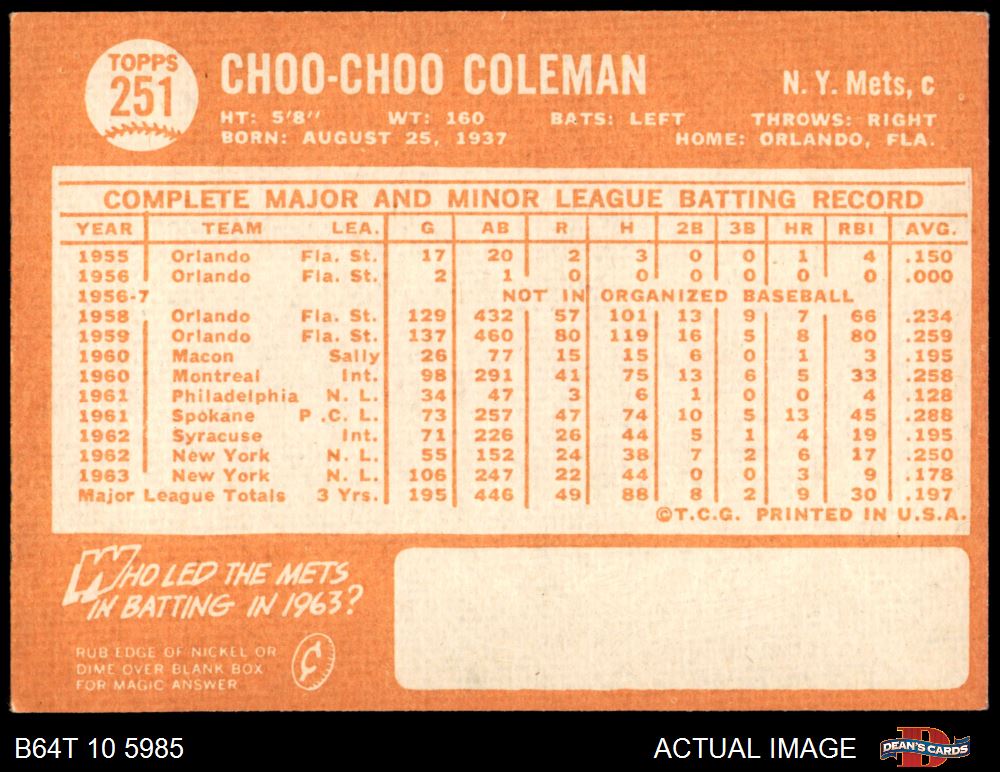 TOPPS
251
CHOO-CHOO COLEMAN
N. Y. Mets, c
HT: 5'8'' WT: 160 BATS: LEFT THROWS: RIGHT
BORN: AUGUST 25, 1937 HOME: ORLANDO, FLA.
COMPLETE MAJOR AND MINOR LEAGUE BATTING RECORD
YEAR TEAM LEA. G AB R H 2B 3B HR RBI AVG.
1955 Orlando Fla. St. 17 20 2 3 0 0 1 4 .150
1956 Orlando Fla. St. 2 1 0 0 0 0 0 0 .000
1956-7 NOT IN ORGANIZED BASEBALL
1958 Orlando Fla. St. 129 432 57 101 13 9 7 66 .234
1959 Orlando Fla. St. 137 460 80 119 16 5 8 80 .259
1960 Macon Sally 26 77 15 15 6 0 1 3 .195
1960 Montreal Int. 98 291 41 75 13 6 5 33 .258
1961 Philadelphia N. L. 34 47 3 6 1 0 0 4 .128
1961 Spokane P .C. L. 73 257 47 74 10 5 13 45 .288
1962 Syracuse Int. 71 226 26 44 5 1 4 19 .195
1962 New York N. L. 55 152 24 38 7 2 6 17 .250
1963 New York N. L. 106 247 22 44 0 0 3 9 .178
Major League Totals 3 Yrs. 195 446 49 88 8 2 9 30 .197
©T.C.G. PRINTED IN U.S.A.
WHO LED THE METS
IN BATTING IN 1963?
RUB EDGE OF NICKEL OR
DIME OVER BLANK BOX
FOR MAGIC ANSWER
¢
B64T 10 5985
ACTUAL IMAGE
D
DEAN'S CARDS